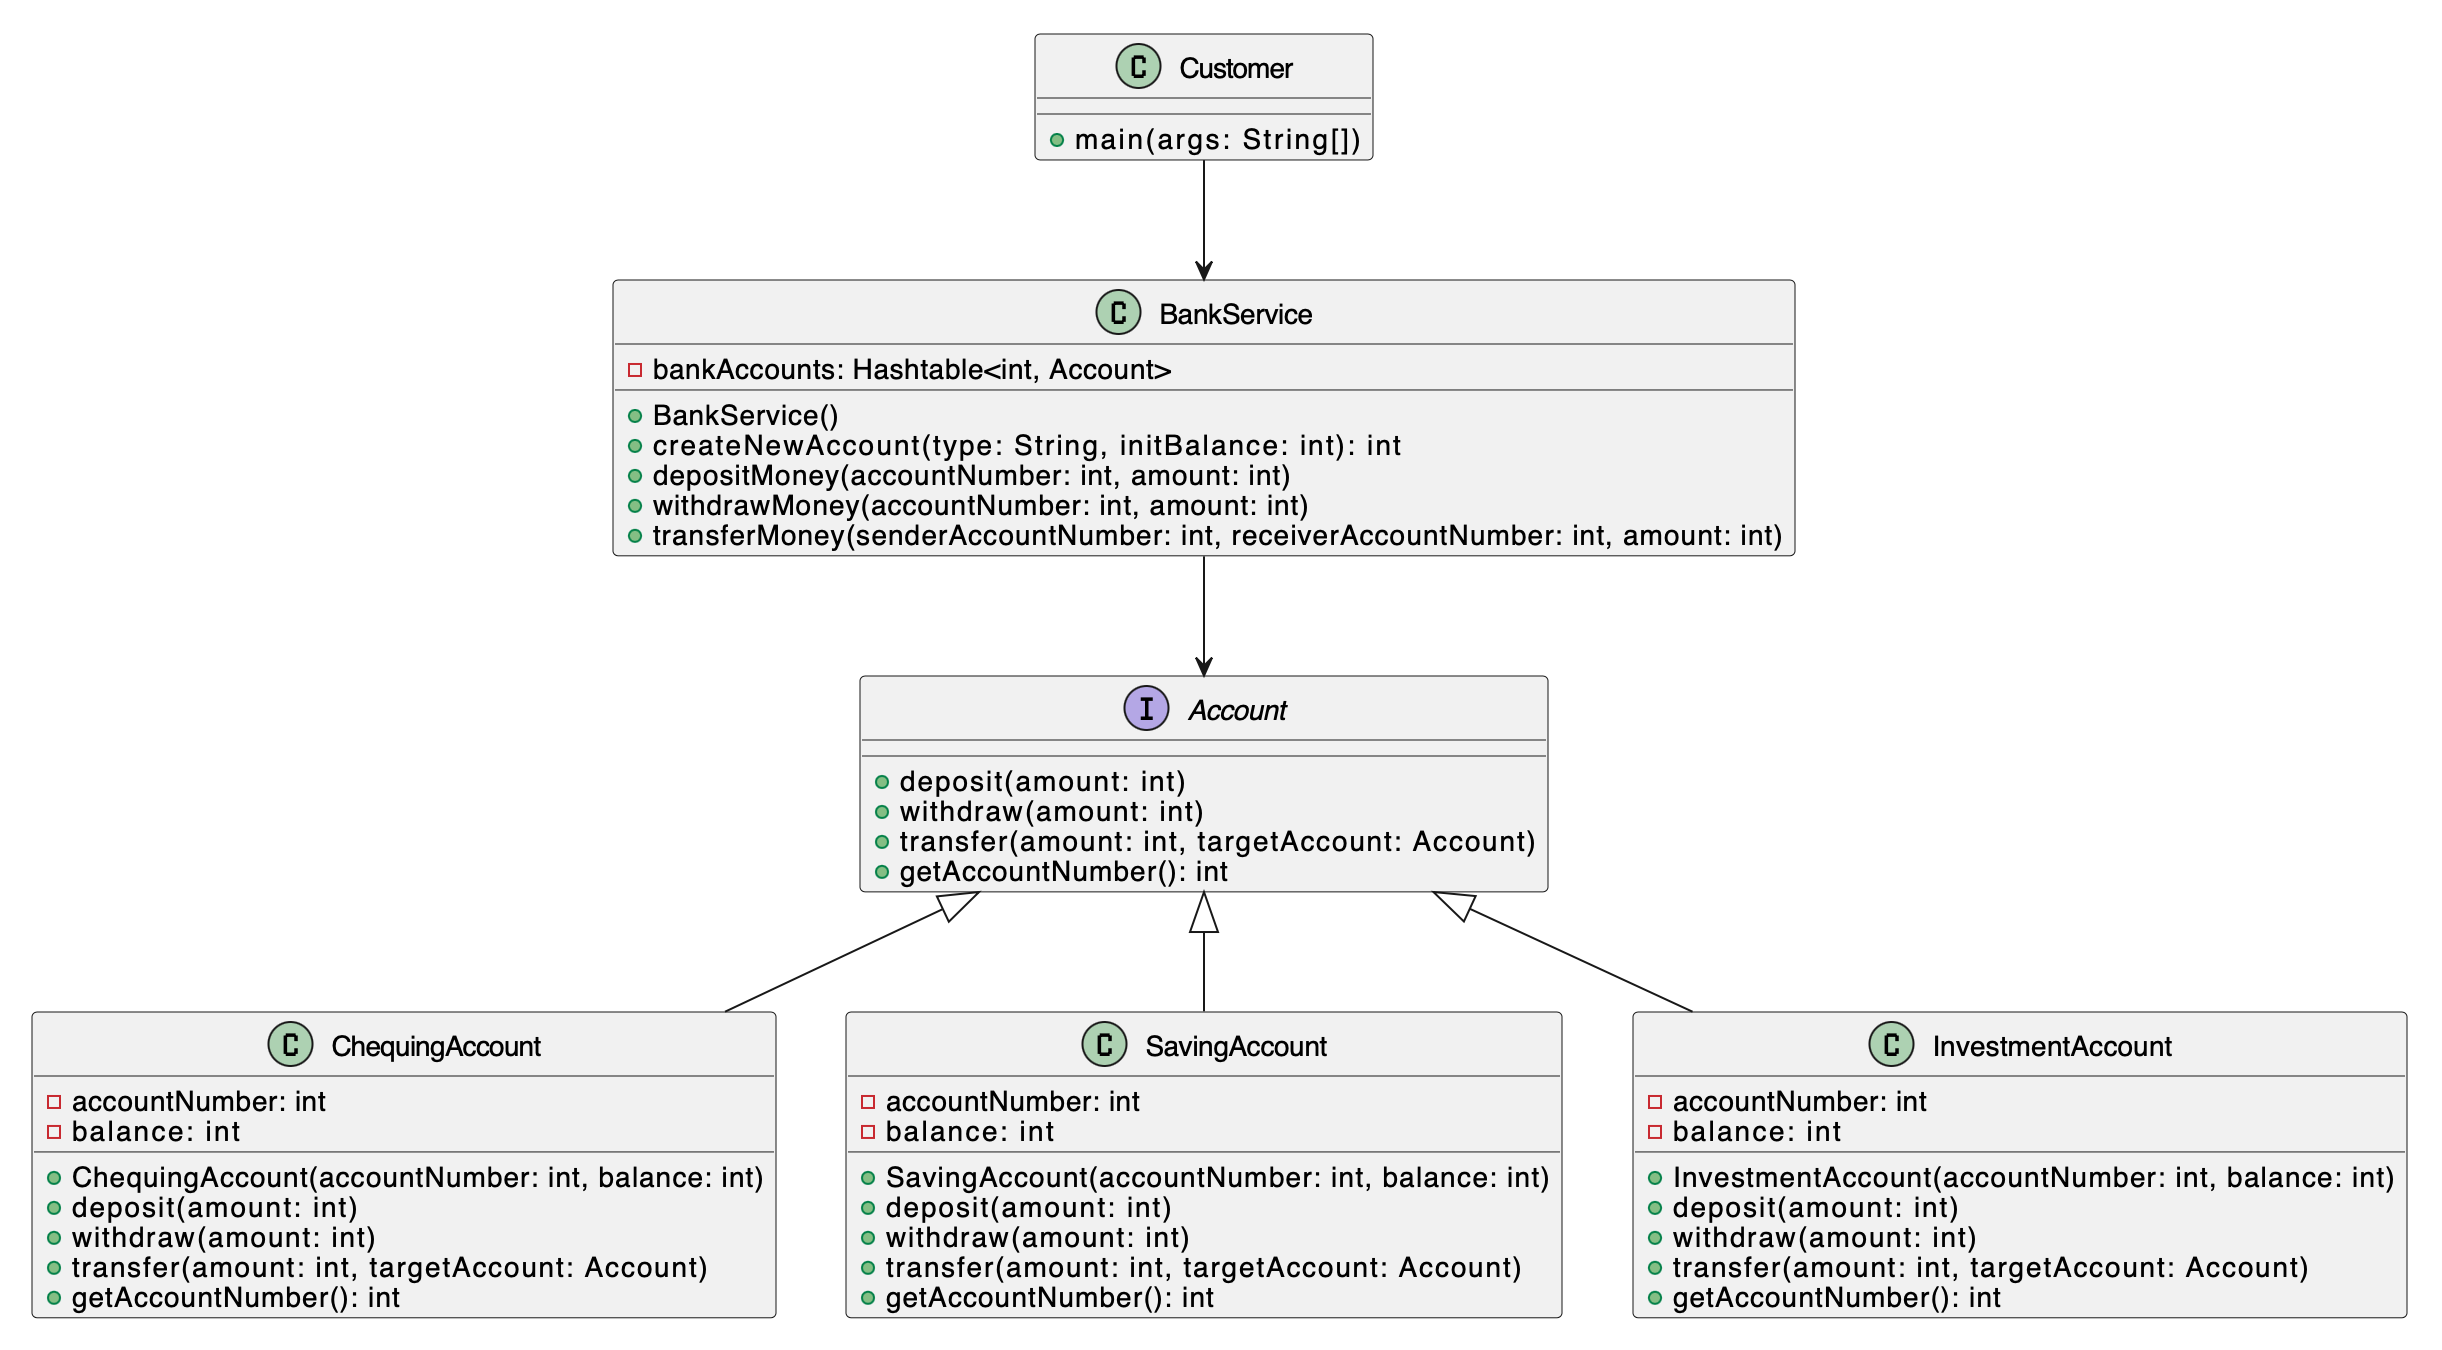 C Customer
main(args: String[])
C BankService
bankAccounts: Hashtable<int, Account>
BankService()
createNewAccount(type: String, initBalance: int): int
depositMoney(accountNumber: int, amount: int)
withdrawMoney(accountNumber: int, amount: int)
transferMoney(senderAccountNumber: int, receiverAccountNumber: int, amount: int)
I Account
deposit(amount: int)
withdraw(amount: int)
transfer(amount: int, targetAccount: Account)
getAccountNumber(): int
C ChequingAccount
accountNumber: int
balance: int
ChequingAccount(accountNumber: int, balance: int)
deposit(amount: int)
withdraw(amount: int)
transfer(amount: int, targetAccount: Account)
getAccountNumber(): int
C SavingAccount
accountNumber: int
balance: int
SavingAccount(accountNumber: int, balance: int)
deposit(amount: int)
withdraw(amount: int)
transfer(amount: int, targetAccount: Account)
getAccountNumber(): int
C InvestmentAccount
accountNumber: int
balance: int
InvestmentAccount(accountNumber: int, balance: int)
deposit(amount: int)
withdraw(amount: int)
transfer(amount: int, targetAccount: Account)
getAccountNumber(): int